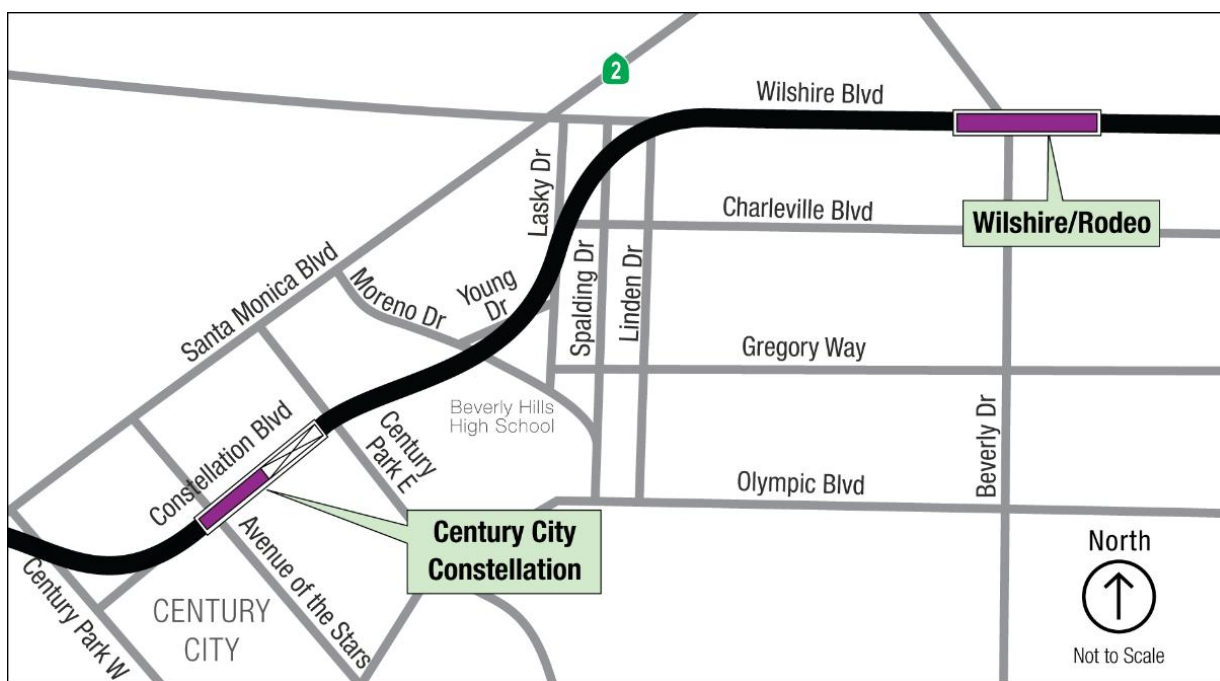 2
Wilshire Blvd
Lasky Dr
Charleville Blvd
Wilshire/Rodeo
Santa Monica Blvd
Moreno Dr
Young
Dr
Spalding Dr
Linden Dr
Gregory Way
Beverly Hills
High School
Constellation Blvd
Century
Park E
Beverly Dr
Olympic Blvd
Century City
Constellation
Avenue of the Stars
Century Park W
CENTURY
CITY
North
Not to Scale